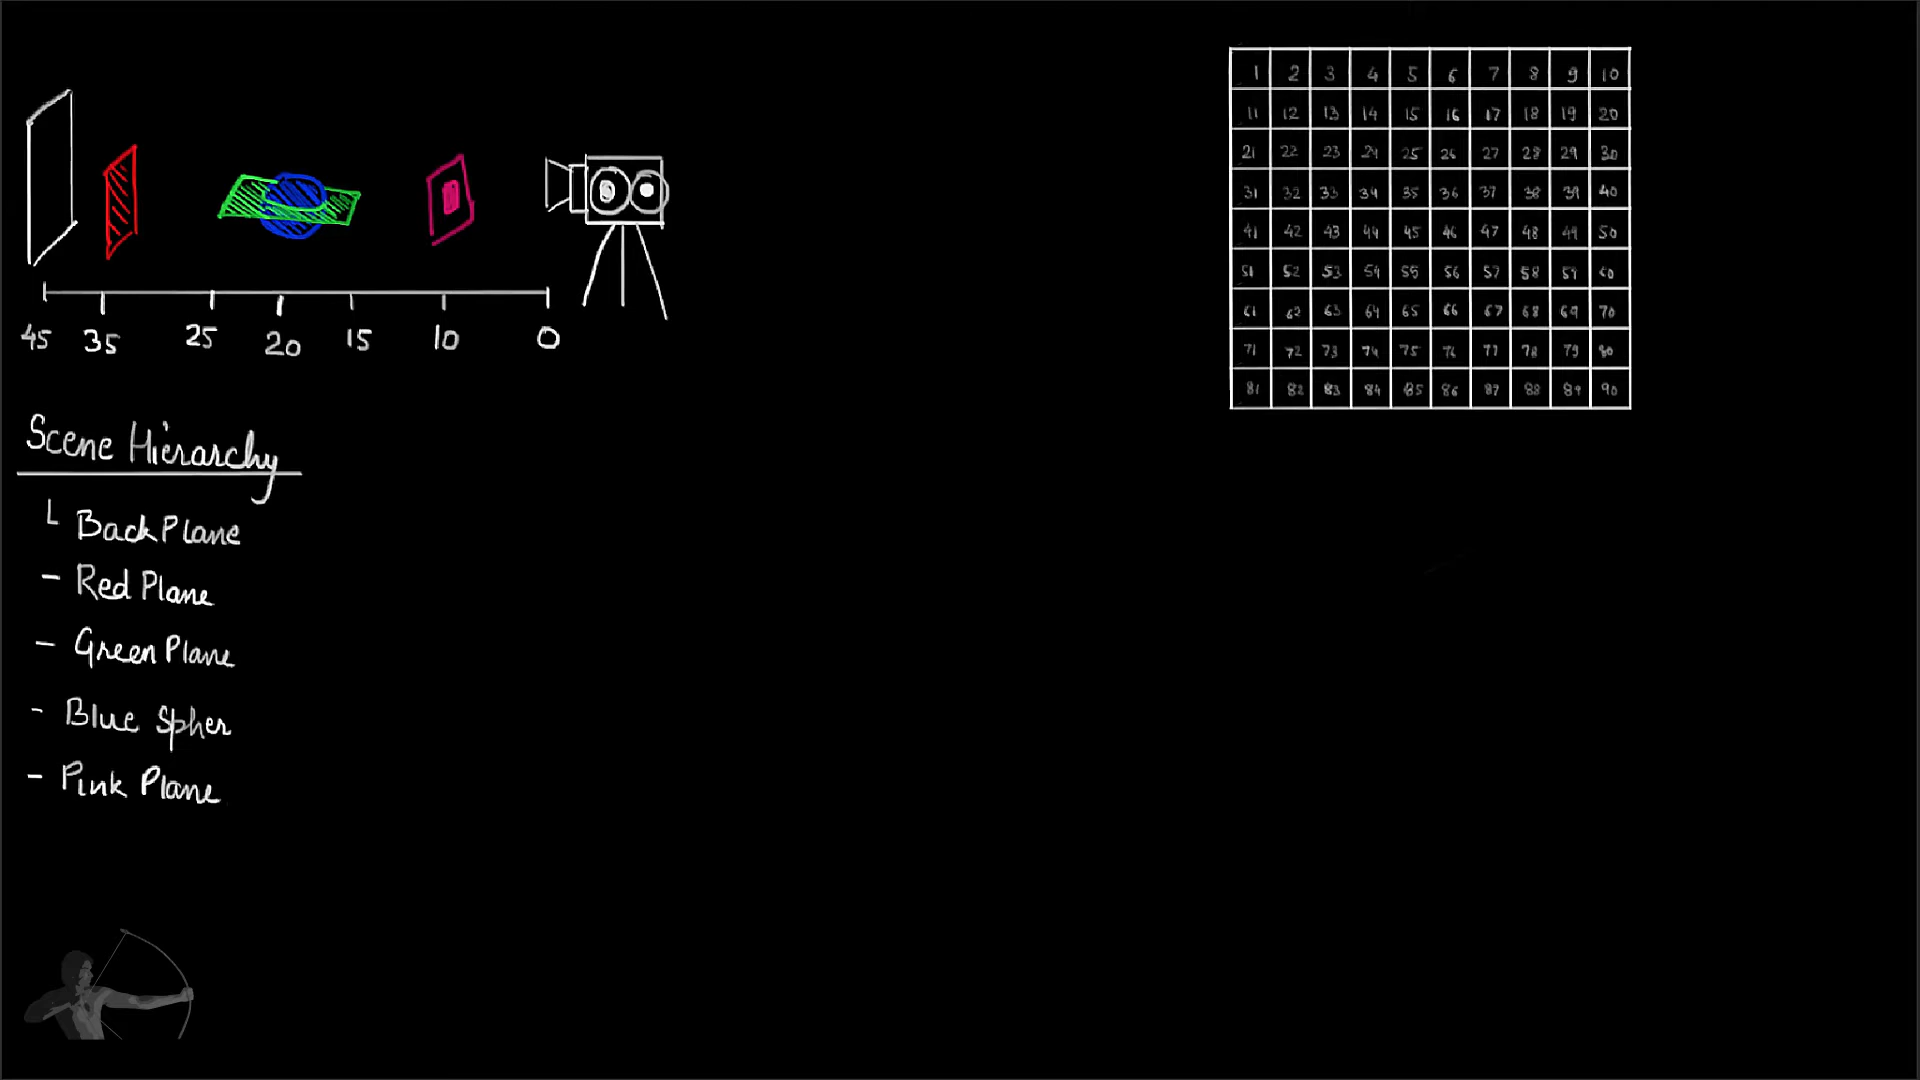 45 35 25 20 15 10 0
Scene Hierarchy
Back Plane
- Red Plane
- Green Plane
- Blue Spher
- Pink Plane
1 2 3 4 5 6 7 8 9 10
11 12 13 14 15 16 17 18 19 20
21 22 23 24 25 26 27 28 29 30
31 32 33 34 35 36 37 38 39 40
41 42 43 44 45 46 47 48 49 50
51 52 53 54 55 56 57 58 59 60
61 62 63 64 65 66 67 68 69 70
71 72 73 74 75 76 77 78 79 80
81 82 83 84 85 86 87 88 89 90